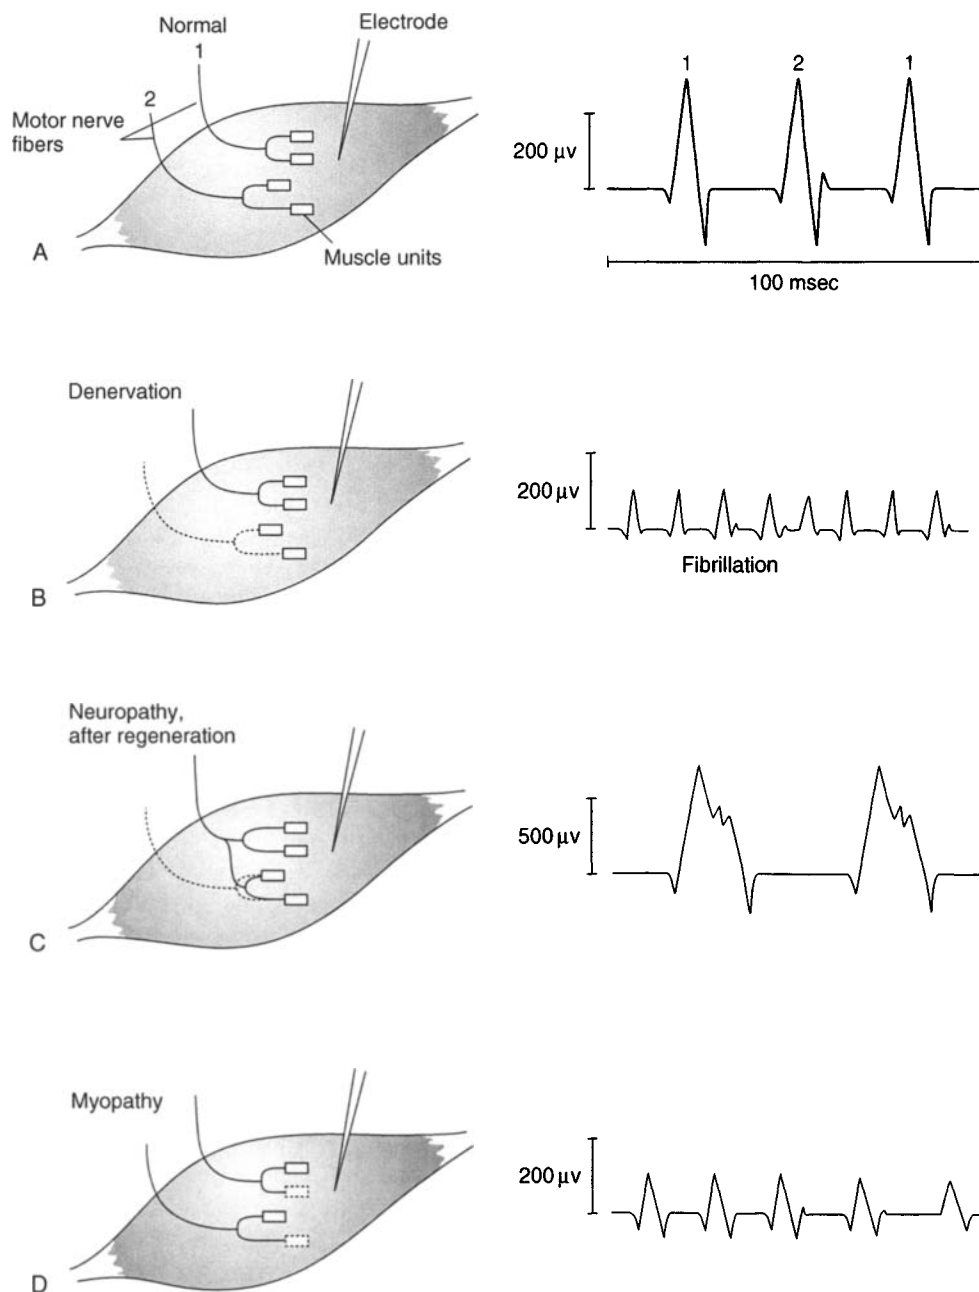 Normal
1
Electrode
2
Motor nerve
fibers
A
Muscle units
1 2 1
200 μv
100 msec
Denervation
B
200 μv
Fibrillation
Neuropathy,
after regeneration
C
500 μv
Myopathy
D
200 μv